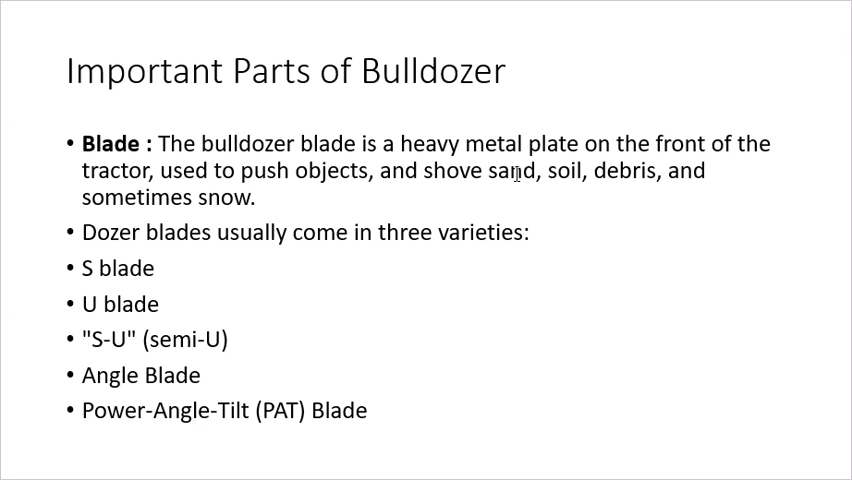 Important Parts of Bulldozer
• Blade : The bulldozer blade is a heavy metal plate on the front of the
tractor, used to push objects, and shove sand, soil, debris, and
sometimes snow.
• Dozer blades usually come in three varieties:
• S blade
• U blade
• "S-U" (semi-U)
• Angle Blade
• Power-Angle-Tilt (PAT) Blade